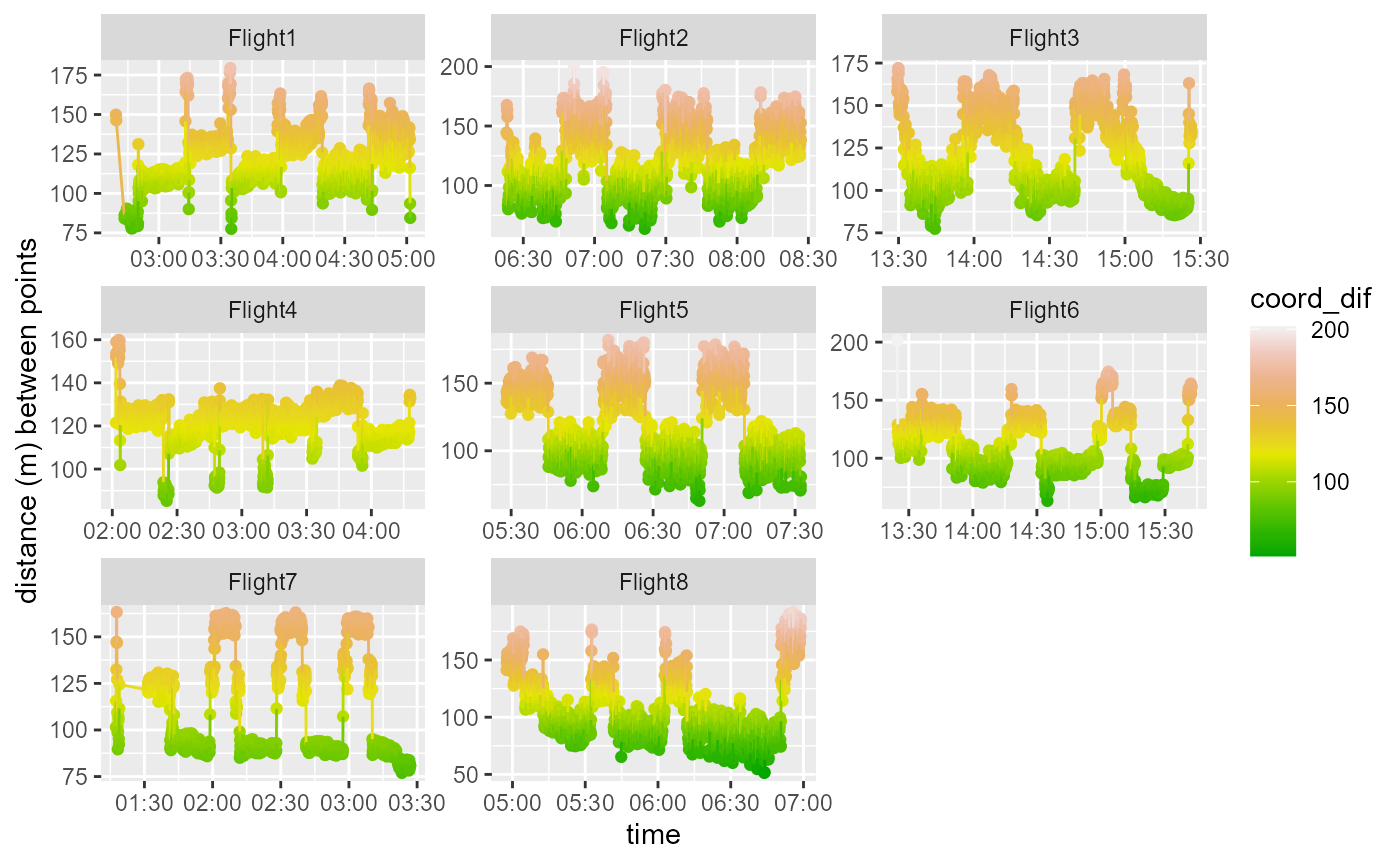 Flight1 Flight2 Flight3
175 150 125 100 75
200 150 100
175 150 125 100 75
03:00 03:30 04:00 04:30 05:00
06:30 07:00 07:30 08:00 08:30
13:30 14:00 14:30 15:00 15:30
distance (m) between points
Flight4 Flight5 Flight6
160 140 120 100
150 100
200 150 100
02:00 02:30 03:00 03:30 04:00
05:30 06:00 06:30 07:00 07:30
13:30 14:00 14:30 15:00 15:30
coord_dif
200
150
100
Flight7 Flight8
150 125 100 75
150 100 50
01:30 02:00 02:30 03:00 03:30
05:00 05:30 06:00 06:30 07:00
time